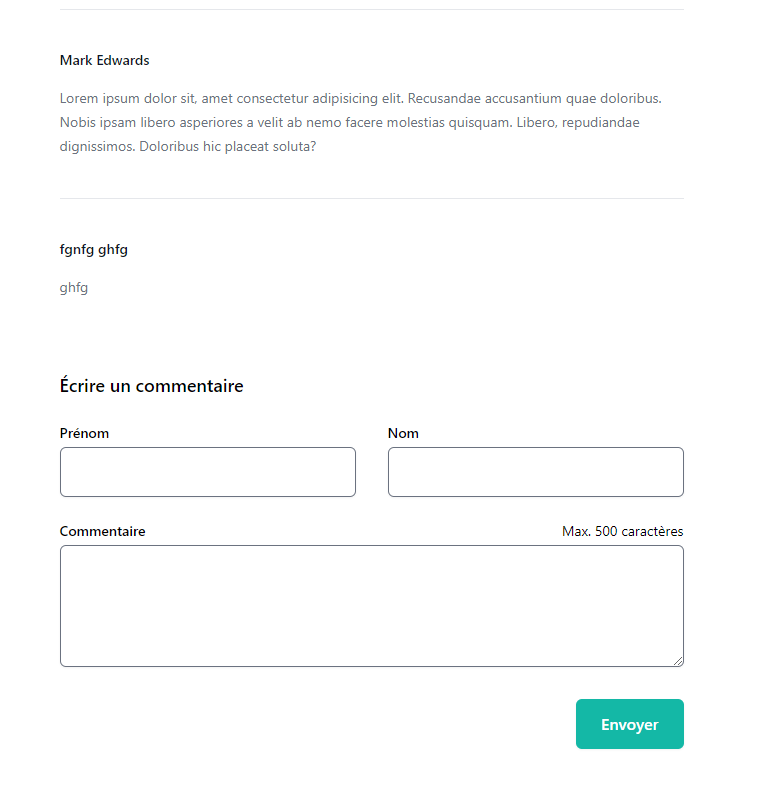 Mark Edwards
Lorem ipsum dolor sit, amet consectetur adipisicing elit. Recusandae accusantium quae doloribus.
Nobis ipsam libero asperiores a velit ab nemo facere molestias quisquam. Libero, repudiandae
dignissimos. Doloribus hic placeat soluta?
fgnfg ghfg
ghfg
Écrire un commentaire
Prénom
Nom
Commentaire
Max. 500 caractères
Envoyer